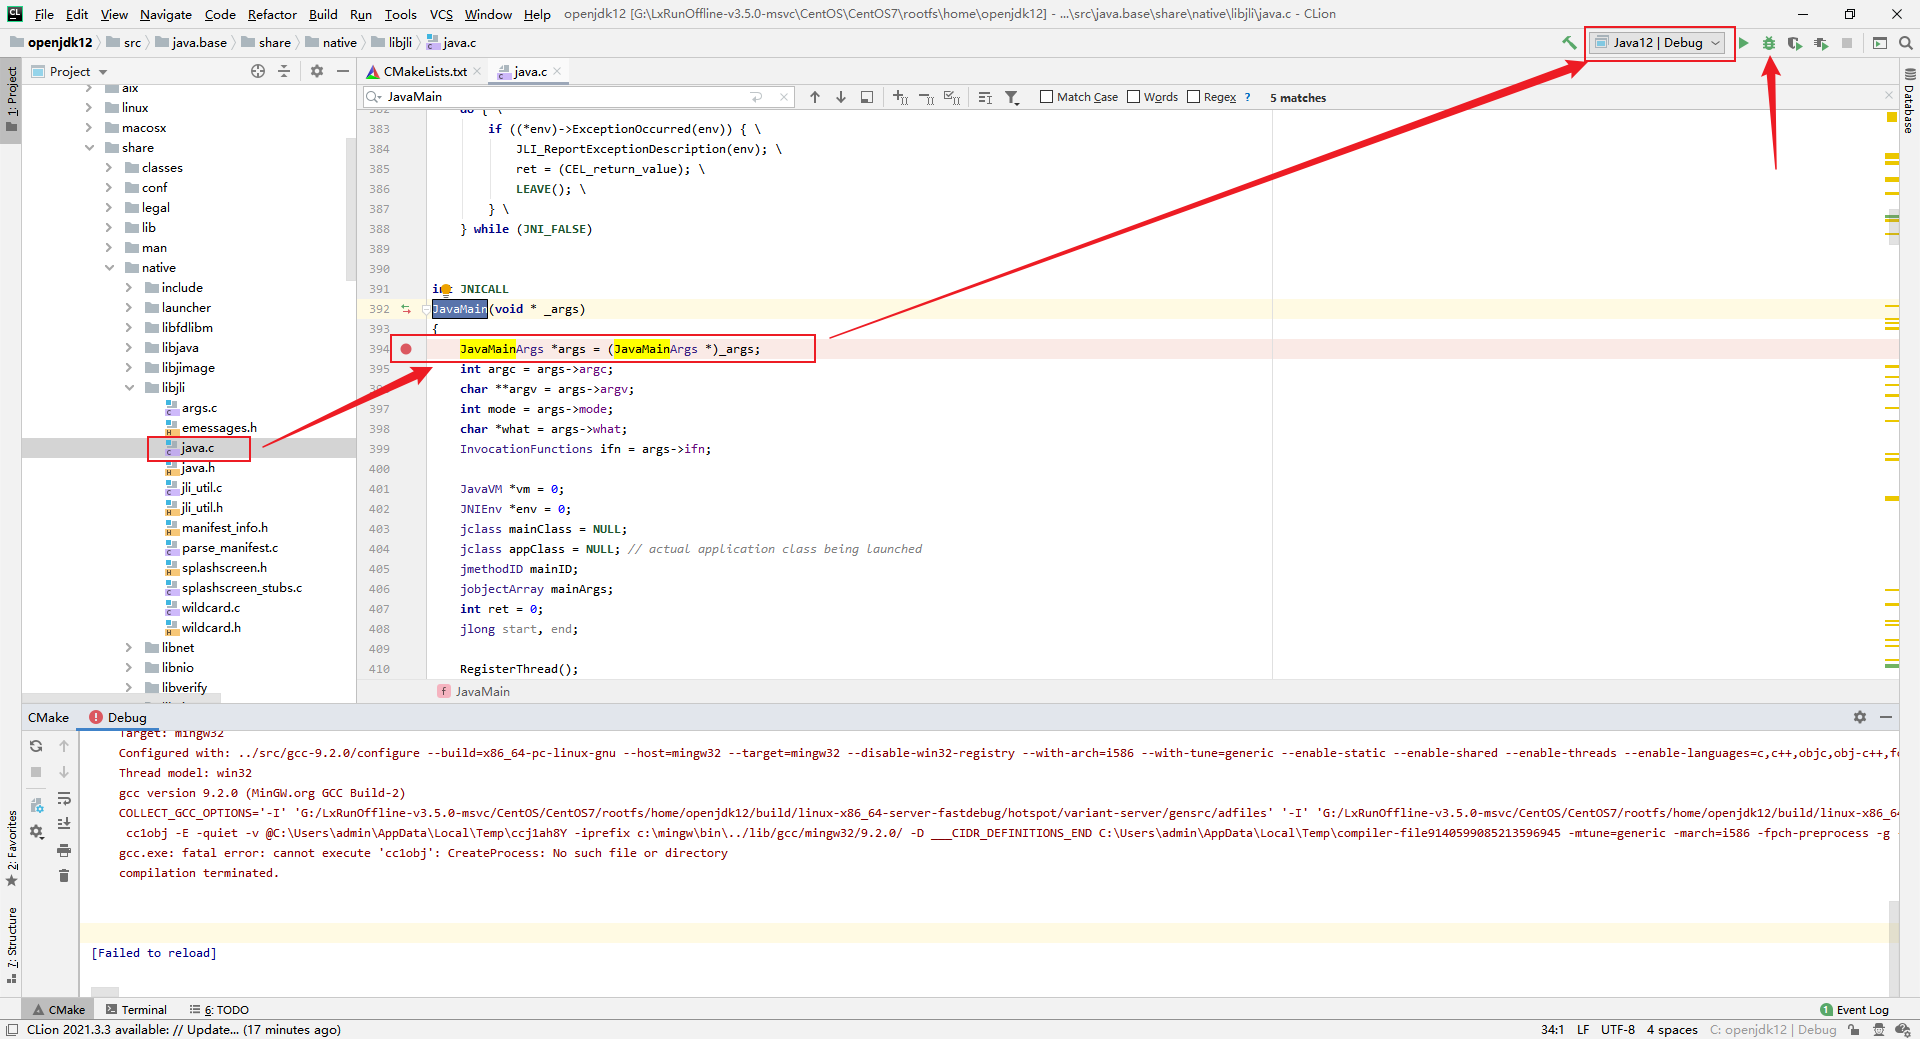 File Edit View Navigate Code Refactor Build Run Tools VCS Window Help openjdk12 [G:\LxRunOffline-v3.5.0-msvc\CentOS\CentOS7\rootfs\home\openjdk12] - ...\src\java.base\share\native\libjli\java.c - CLion
openjdk12 src java.base share native libjli java.c
Java12 | Debug
1: Project
Project
CMakeLists.txt
java.c
JavaMain
Match Case
Words
Regex ?
5 matches
Database
aix
linux
macosx
share
classes
conf
legal
lib
man
native
include
launcher
libfdlibm
libjava
libjimage
libjli
args.c
emessages.h
java.c
java.h
jli_util.c
jli_util.h
manifest_info.h
parse_manifest.c
splashscreen.h
splashscreen_stubs.c
wildcard.c
wildcard.h
libnet
libnio
libverify
382 do { \
383 if ((*env)->ExceptionOccurred(env)) { \
384 JLI_ReportExceptionDescription(env); \
385 ret = (CEL_return_value); \
386 LEAVE(); \
387 } \
388 } while (JNI_FALSE)
389
390
391 int JNICALL
392 JavaMain(void * _args)
393 {
394 JavaMainArgs *args = (JavaMainArgs *)_args;
395 int argc = args->argc;
char **argv = args->argv;
397 int mode = args->mode;
398 char *what = args->what;
399 InvocationFunctions ifn = args->ifn;
400
401 JavaVM *vm = 0;
402 JNIEnv *env = 0;
403 jclass mainClass = NULL;
404 jclass appClass = NULL; // actual application class being launched
405 jmethodID mainID;
406 jobjectArray mainArgs;
407 int ret = 0;
408 jlong start, end;
409
410 RegisterThread();
f JavaMain
CMake Debug
Target: mingw32
Configured with: ../src/gcc-9.2.0/configure --build=x86_64-pc-linux-gnu --host=mingw32 --target=mingw32 --disable-win32-registry --with-arch=i586 --with-tune=generic --enable-static --enable-shared --enable-threads --enable-languages=c,c++,objc,obj-c++,fo
Thread model: win32
gcc version 9.2.0 (MinGW.org GCC Build-2)
COLLECT_GCC_OPTIONS='-I' 'G:/LxRunOffline-v3.5.0-msvc/CentOS/CentOS7/rootfs/home/openjdk12/build/linux-x86_64-server-fastdebug/hotspot/variant-server/gensrc/adfiles' '-I' 'G:/LxRunOffline-v3.5.0-msvc/CentOS/CentOS7/rootfs/home/openjdk12/build/linux-x86_64
cc1obj -E -quiet -v @C:\Users\admin\AppData\Local\Temp\ccj1ah8Y -iprefix c:\mingw\bin\../lib/gcc/mingw32/9.2.0/ -D ___CIDR_DEFINITIONS_END C:\Users\admin\AppData\Local\Temp\compiler-file9140599085213596945 -mtune=generic -march=i586 -fpch-preprocess -g
gcc.exe: fatal error: cannot execute 'cc1obj': CreateProcess: No such file or directory
compilation terminated.
[Failed to reload]
2: Favorites
7: Structure
CMake Terminal 6: TODO
1 Event Log
CLion 2021.3.3 available: // Update... (17 minutes ago)
34:1 LF UTF-8 4 spaces C: openjdk12 | Debug